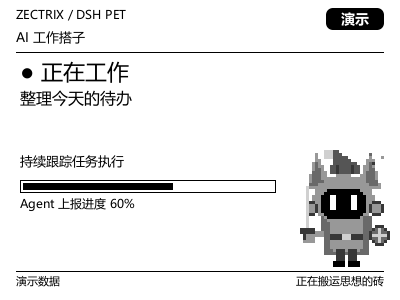 ZECTRIX / DSH PET
演示
AI 工作搭子
● 正在工作
整理今天的待办
持续跟踪任务执行
Agent 上报进度 60%
演示数据
正在搬运思想的砖